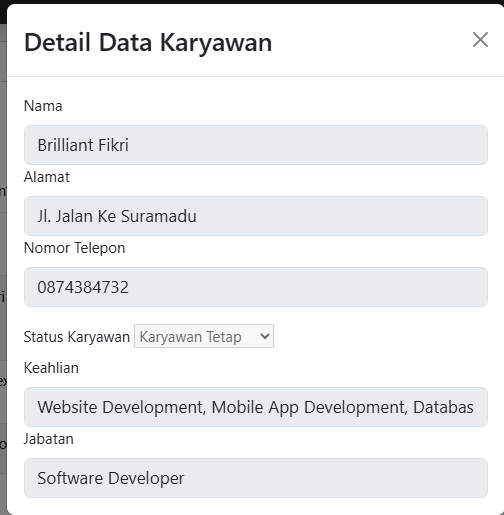 Detail Data Karyawan
Nama
Brilliant Fikri
Alamat
Jl. Jalan Ke Suramadu
Nomor Telepon
0874384732
Status Karyawan Karyawan Tetap
Keahlian
Website Development, Mobile App Development, Databas
Jabatan
Software Developer